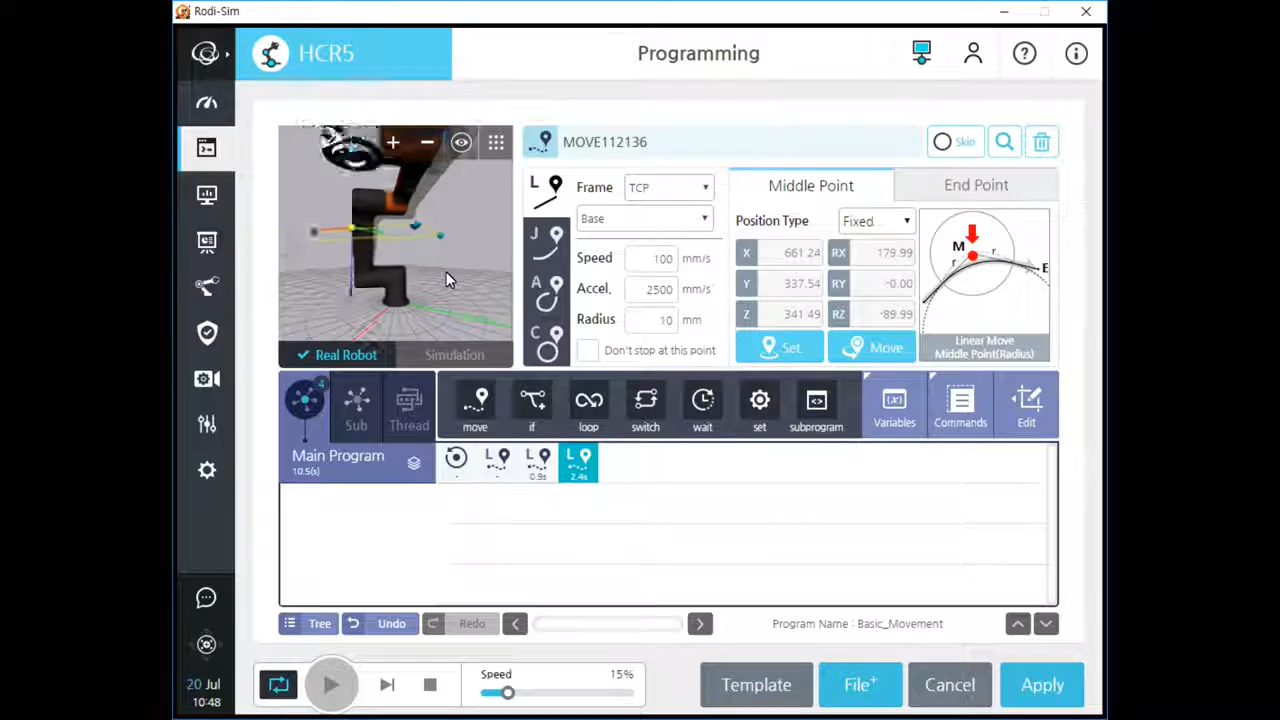 Rodi-Sim
HCR5
Programming
MOVE112136
Skip
L
Frame
TCP
Base
J
Speed
100
mm/s
A
Accel.
2500
mm/s²
Radius
10
mm
C
Don't stop at this point
Middle Point
End Point
Position Type
Fixed
X
661.24
RX
179.99
Y
337.54
RY
-0.00
Z
341.49
RZ
-89.99
Set
Move
M
r
r
E
Linear Move
Middle Point(Radius)
Real Robot
Simulation
4
Sub
Thread
move
if
loop
switch
wait
set
subprogram
Variables
Commands
Edit
Main Program
10.5(s)
-
L
-
L
0.9s
L
2.4s
Tree
Undo
Redo
Program Name : Basic_Movement
Speed
15%
Template
File+
Cancel
Apply
20 Jul
10:48